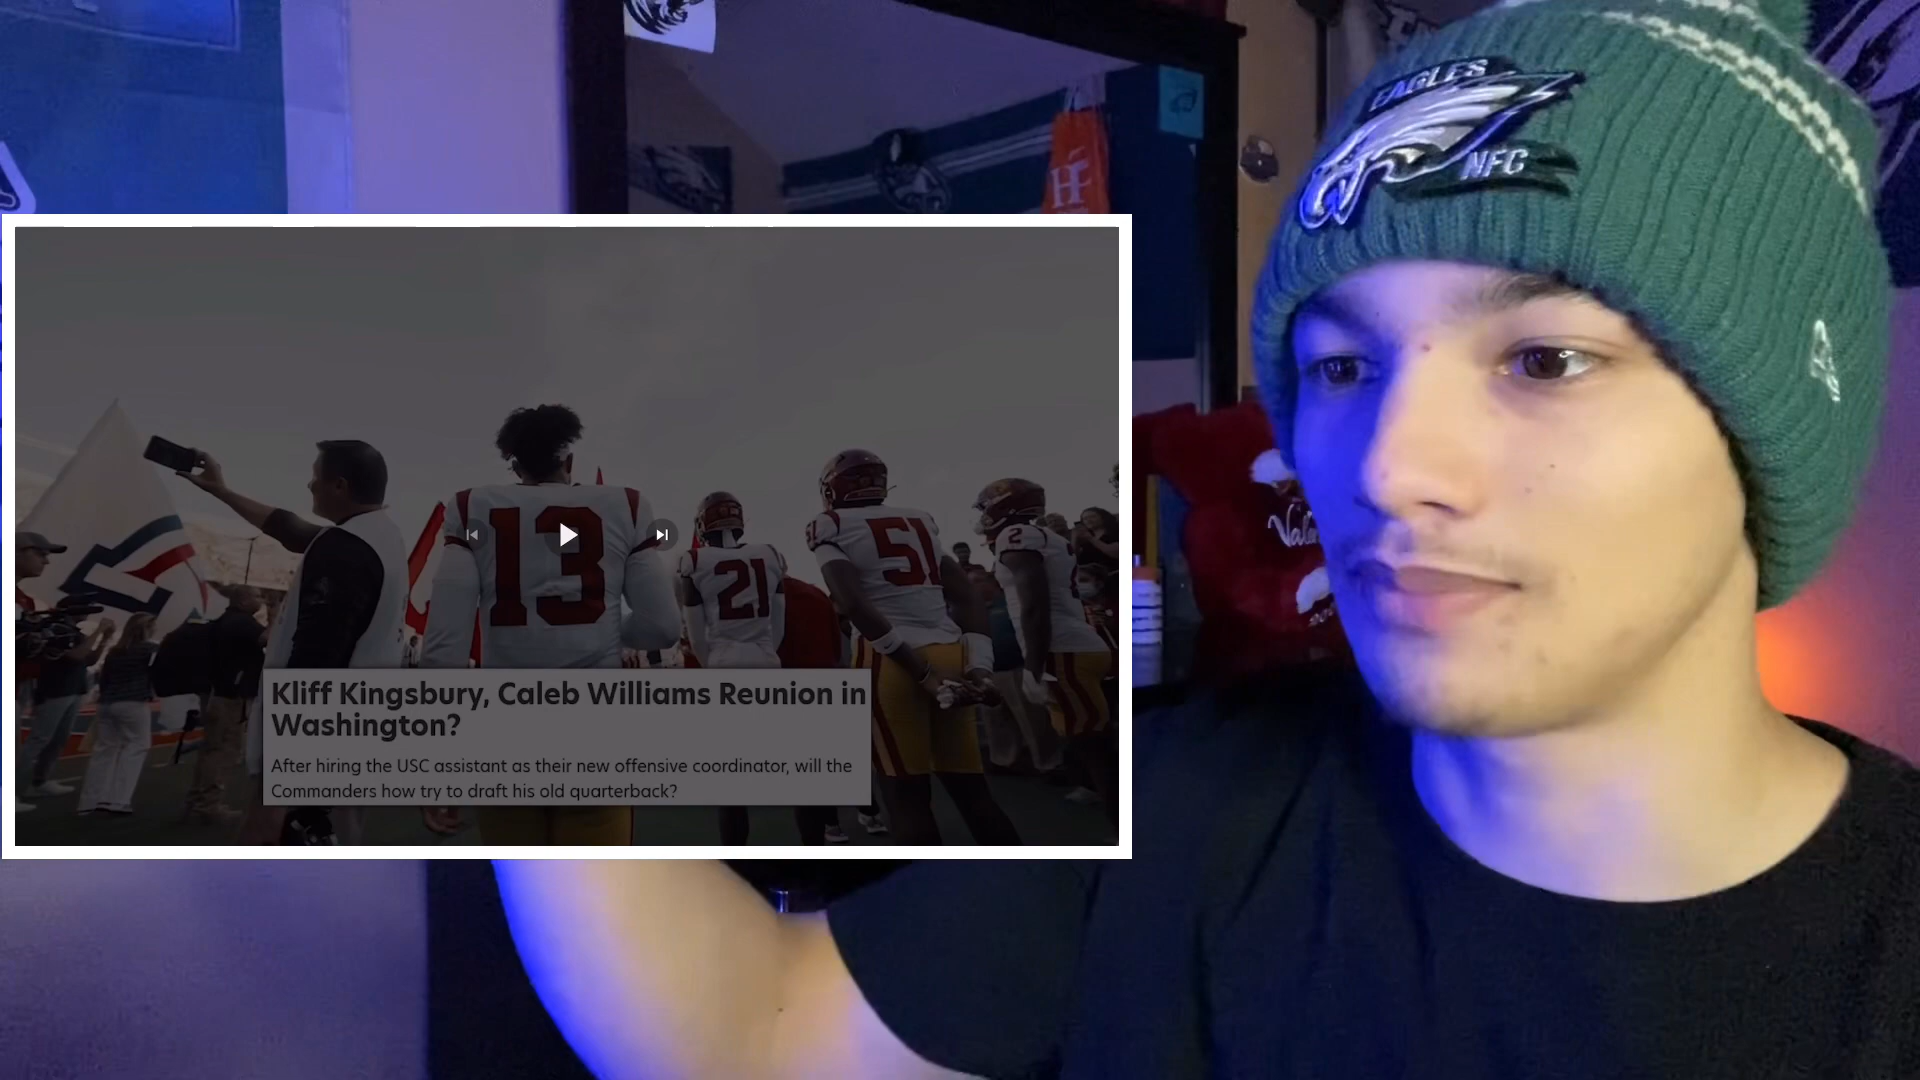 EAGLES
NFC
HF
13
21
51
2
Kliff Kingsbury, Caleb Williams Reunion in
Washington?
After hiring the USC assistant as their new offensive coordinator, will the
Commanders how try to draft his old quarterback?